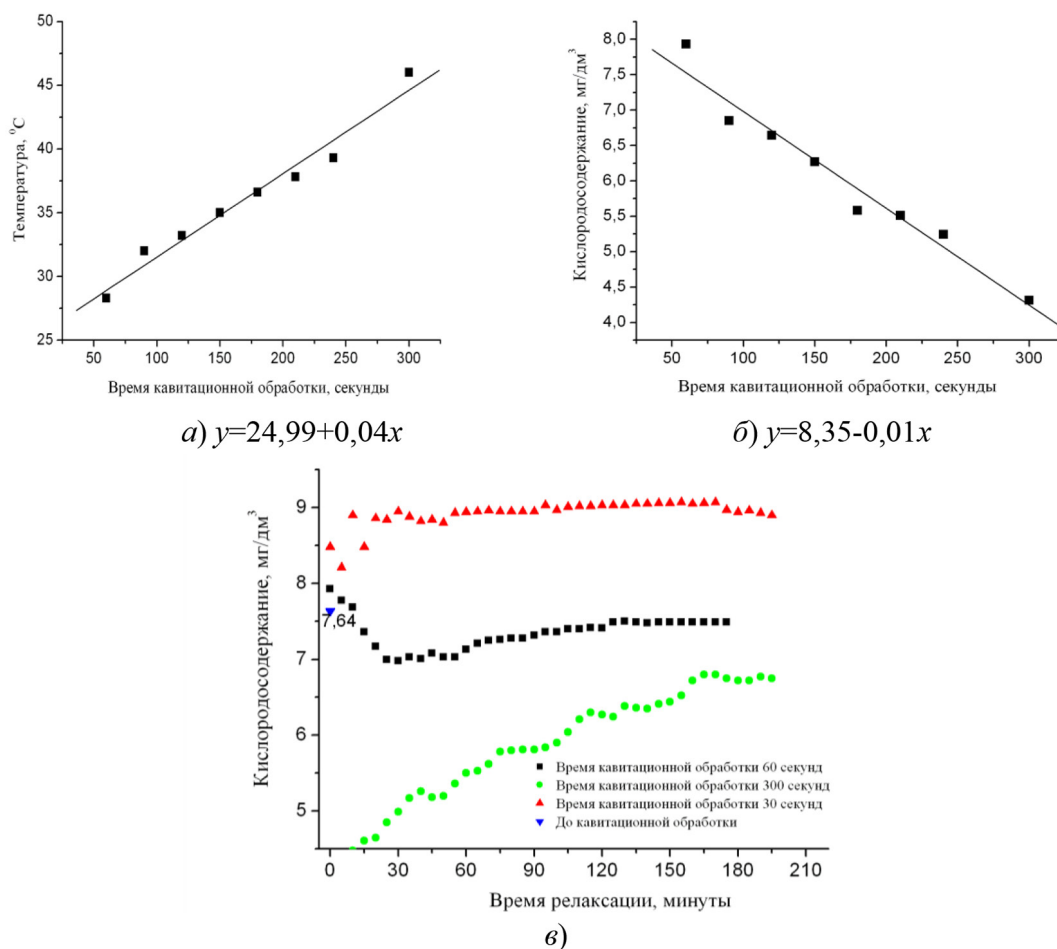 50
45
40
35
30
25
Температура, °C
50 100 150 200 250 300
Время кавитационной обработки, секунды
а) y=24,99+0,04x
8,0
7,5
7,0
6,5
6,0
5,5
5,0
4,5
4,0
Кислородосодержание, мг/дм³
50 100 150 200 250 300
Время кавитационной обработки, секунды
б) y=8,35-0,01x
9
8
7
6
5
Кислородосодержание, мг/дм³
7,64
Время кавитационной обработки 60 секунд
Время кавитационной обработки 300 секунд
Время кавитационной обработки 30 секунд
До кавитационной обработки
0 30 60 90 120 150 180 210
Время релаксации, минуты
в)